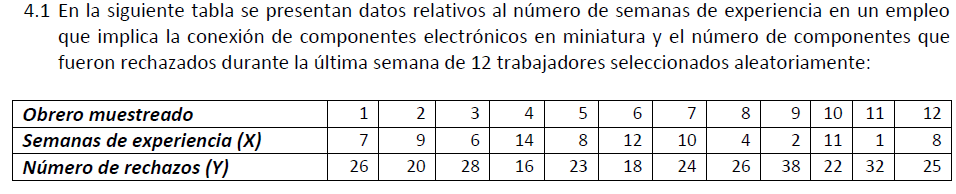 4.1 En la siguiente tabla se presentan datos relativos al número de semanas de experiencia en un empleo
que implica la conexión de componentes electrónicos en miniatura y el número de componentes que
fueron rechazados durante la última semana de 12 trabajadores seleccionados aleatoriamente:
Obrero muestreado 1 2 3 4 5 6 7 8 9 10 11 12
Semanas de experiencia (X) 7 9 6 14 8 12 10 4 2 11 1 8
Número de rechazos (Y) 26 20 28 16 23 18 24 26 38 22 32 25